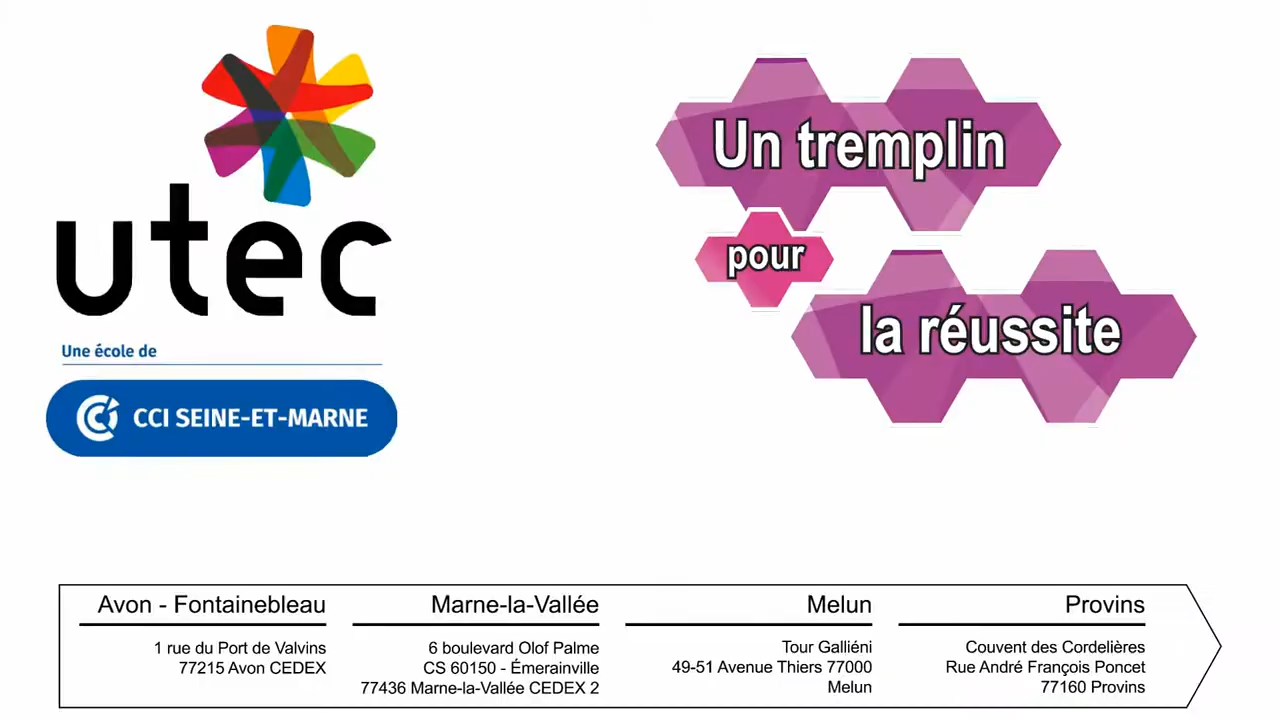 utec
Une école de
CCI SEINE-ET-MARNE
Un tremplin
pour
la réussite
Avon - Fontainebleau
1 rue du Port de Valvins
77215 Avon CEDEX
Marne-la-Vallée
6 boulevard Olof Palme
CS 60150 - Émerainville
77436 Marne-la-Vallée CEDEX 2
Melun
Tour Galliéni
49-51 Avenue Thiers 77000
Melun
Provins
Couvent des Cordelières
Rue André François Poncet
77160 Provins